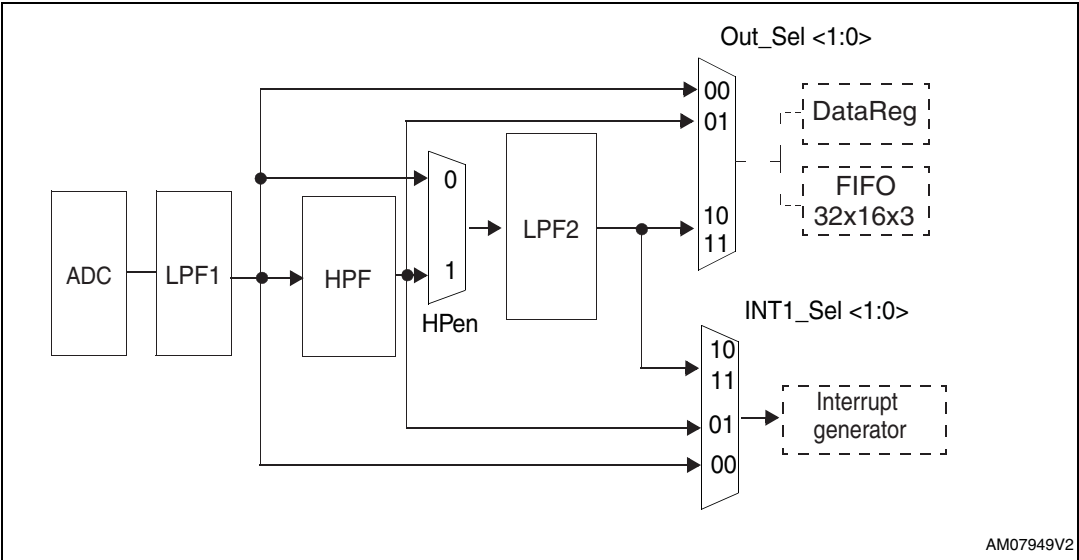 Out_Sel <1:0>
00
01
10
11
DataReg
FIFO
32x16x3
ADC
LPF1
HPF
0
1
HPen
LPF2
INT1_Sel <1:0>
10
11
01
00
Interrupt
generator
AM07949V2